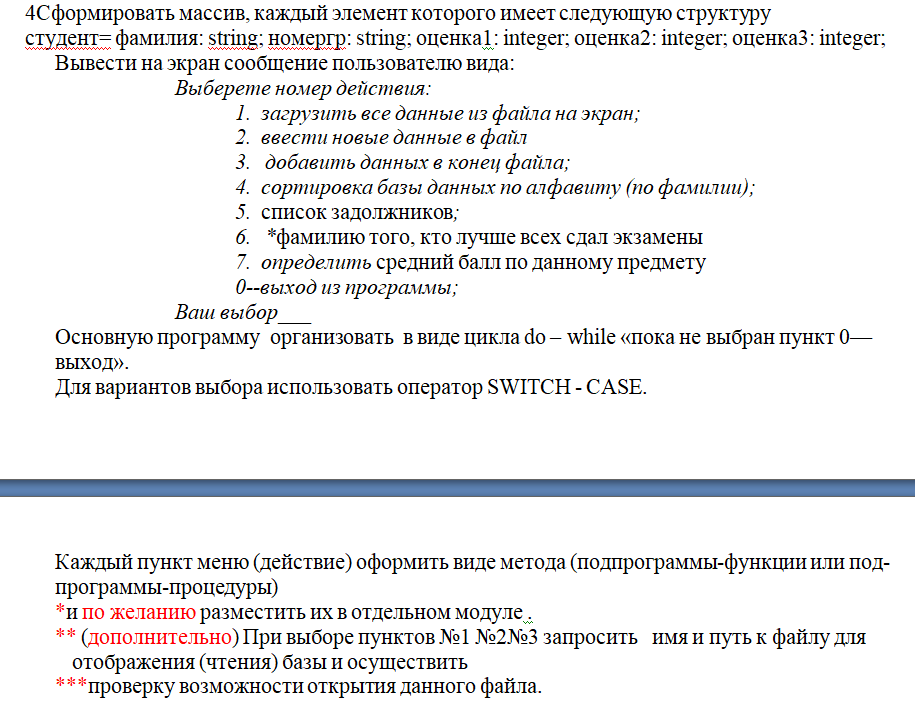 4Сформировать массив, каждый элемент которого имеет следующую структуру
студент= фамилия: string; номергр: string; оценка1: integer; оценка2: integer; оценка3: integer;
Вывести на экран сообщение пользователю вида:
Выберете номер действия:
1. загрузить все данные из файла на экран;
2. ввести новые данные в файл
3. добавить данных в конец файла;
4. сортировка базы данных по алфавиту (по фамилии);
5. список задолжников;
6. *фамилию того, кто лучше всех сдал экзамены
7. определить средний балл по данному предмету
0--выход из программы;
Ваш выбор___
Основную программу организовать в виде цикла do – while «пока не выбран пункт 0—
выход».
Для вариантов выбора использовать оператор SWITCH - CASE.
Каждый пункт меню (действие) оформить виде метода (подпрограммы-функции или под-
программы-процедуры)
*и по желанию разместить их в отдельном модуле .
** (дополнительно) При выборе пунктов №1 №2№3 запросить имя и путь к файлу для
отображения (чтения) базы и осуществить
***проверку возможности открытия данного файла.